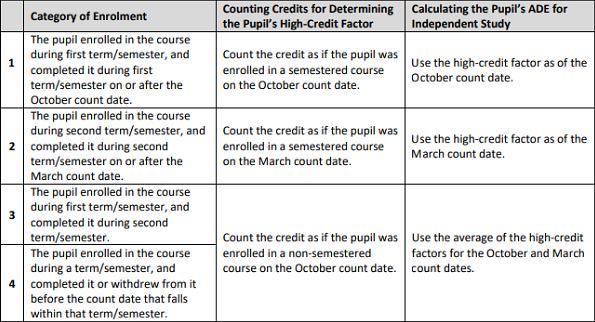 Category of Enrolment
Counting Credits for Determining
the Pupil's High-Credit Factor
Calculating the Pupil's ADE for
Independent Study
1
The pupil enrolled in the course
during first term/semester, and
completed it during first
term/semester on or after the
October count date.
Count the credit as if the pupil was
enrolled in a semestered course
on the October count date.
Use the high-credit factor as of the
October count date.
2
The pupil enrolled in the course
during second term/semester, and
completed it during second
term/semester on or after the
March count date.
Count the credit as if the pupil was
enrolled in a semestered course
on the March count date.
Use the high-credit factor as of the
March count date.
3
The pupil enrolled in the course
during first term/semester, and
completed it during second
term/semester.
4
The pupil enrolled in the course
during a term/semester, and
completed it or withdrew from it
before the count date that falls
within that term/semester.
Count the credit as if the pupil was
enrolled in a non-semestered
course on the October count date.
Use the average of the high-credit
factors for the October and March
count dates.